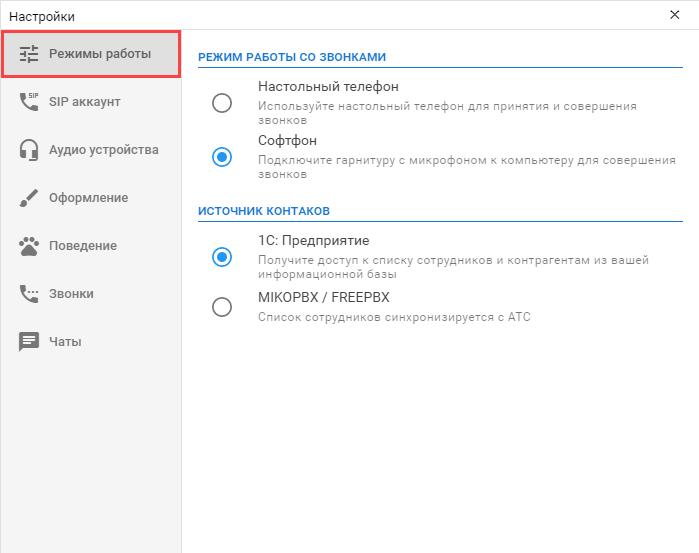 Настройки
Режимы работы
SIP аккаунт
Аудио устройства
Оформление
Поведение
Звонки
Чаты
РЕЖИМ РАБОТЫ СО ЗВОНКАМИ
Настольный телефон
Используйте настольный телефон для принятия и совершения
звонков
Софтфон
Подключите гарнитуру с микрофоном к компьютеру для совершения
звонков
ИСТОЧНИК КОНТАКОВ
1С: Предприятие
Получите доступ к списку сотрудников и контрагентам из вашей
информационной базы
MIKOPBX / FREEPBX
Список сотрудников синхронизируется с АТС
SIP